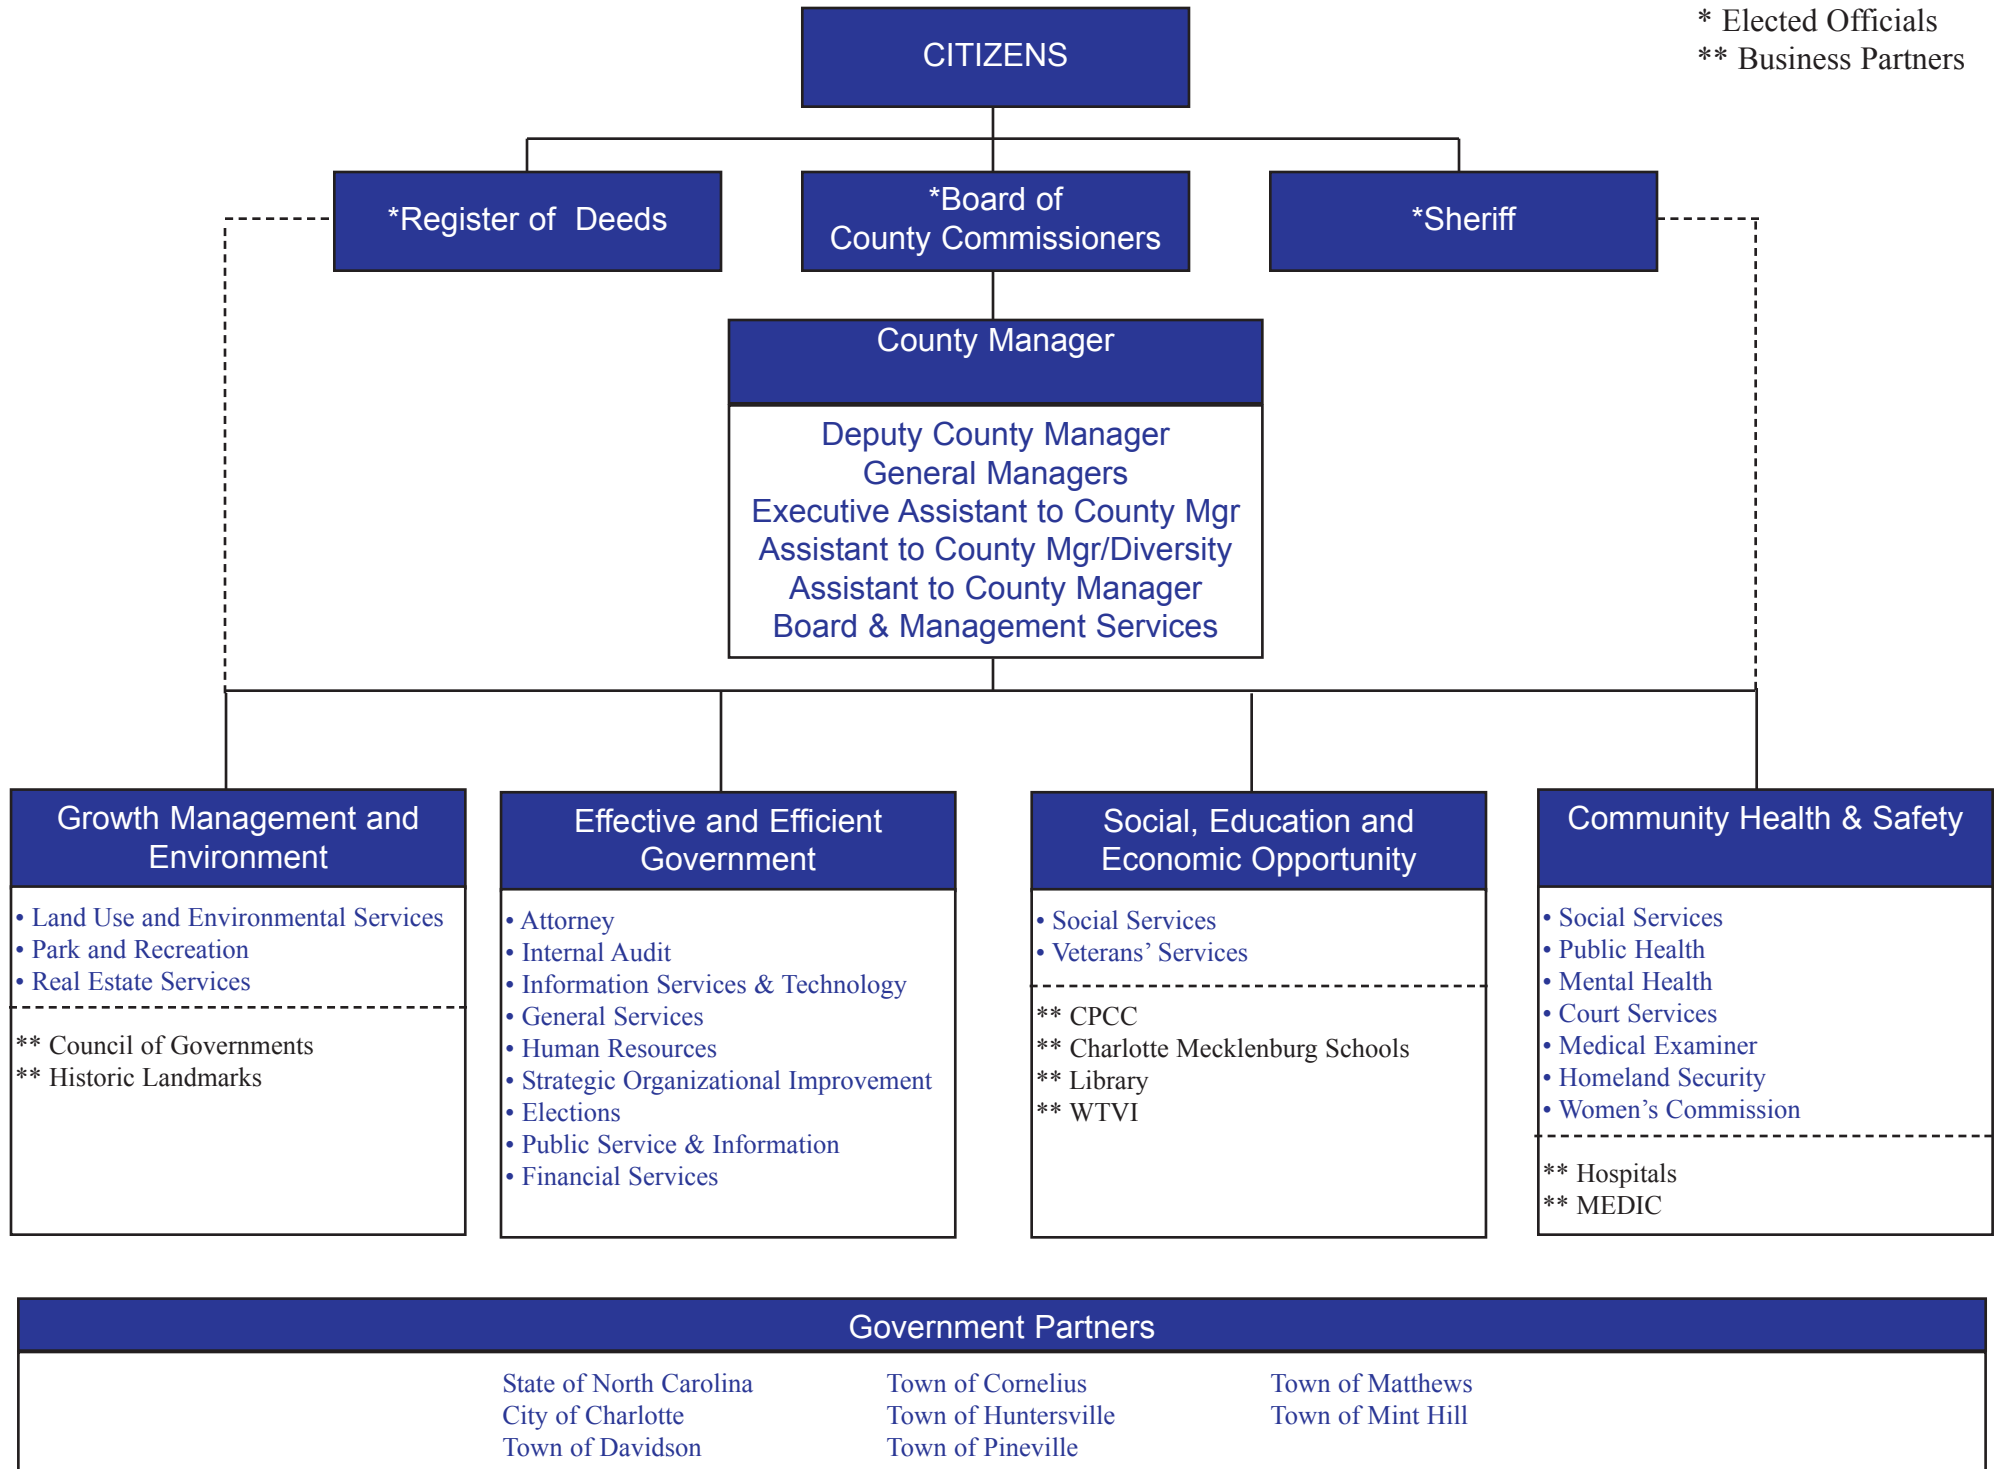 * Elected Officials
** Business Partners
CITIZENS
*Register of Deeds
*Board of
County Commissioners
*Sheriff
County Manager
Deputy County Manager
General Managers
Executive Assistant to County Mgr
Assistant to County Mgr/Diversity
Assistant to County Manager
Board & Management Services
Growth Management and
Environment
• Land Use and Environmental Services
• Park and Recreation
• Real Estate Services
** Council of Governments
** Historic Landmarks
Effective and Efficient
Government
• Attorney
• Internal Audit
• Information Services & Technology
• General Services
• Human Resources
• Strategic Organizational Improvement
• Elections
• Public Service & Information
• Financial Services
Social, Education and
Economic Opportunity
• Social Services
• Veterans’ Services
** CPCC
** Charlotte Mecklenburg Schools
** Library
** WTVI
Community Health & Safety
• Social Services
• Public Health
• Mental Health
• Court Services
• Medical Examiner
• Homeland Security
• Women’s Commission
** Hospitals
** MEDIC
Government Partners
State of North Carolina
City of Charlotte
Town of Davidson
Town of Cornelius
Town of Huntersville
Town of Pineville
Town of Matthews
Town of Mint Hill